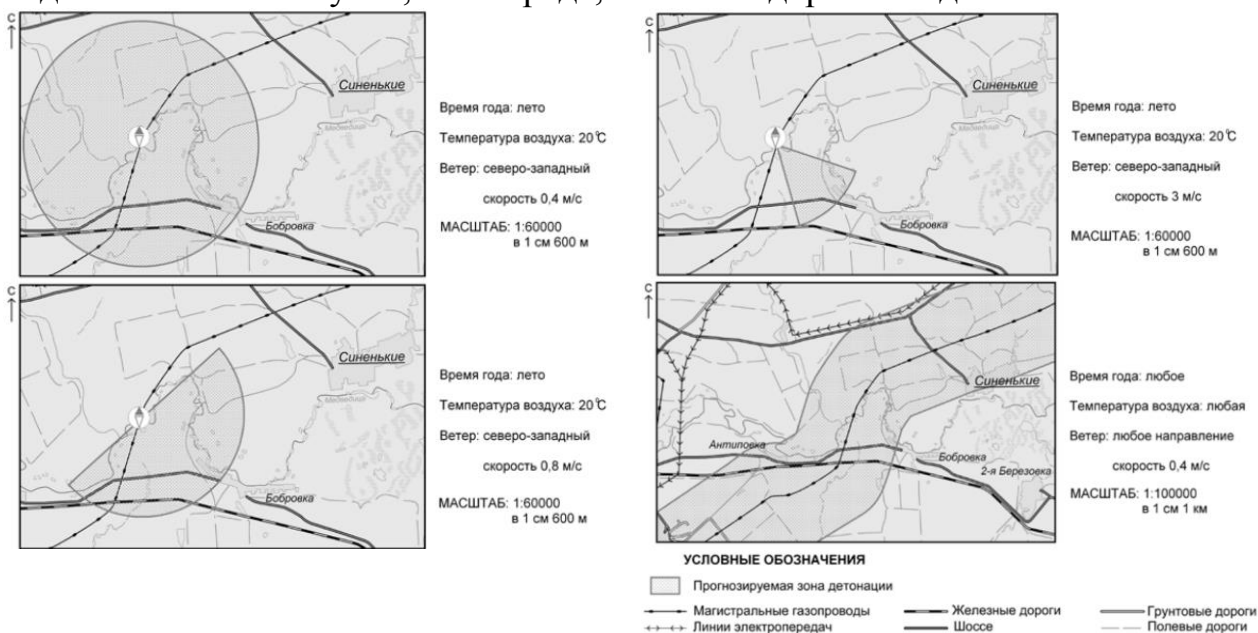 С
Синенькие
Медведица
Бобровка
Время года: лето
Температура воздуха: 20°С
Ветер: северо-западный
скорость 0,4 м/с
МАСШТАБ: 1:60000
в 1 см 600 м
С
Синенькие
Медведица
Бобровка
Время года: лето
Температура воздуха: 20°С
Ветер: северо-западный
скорость 3 м/с
МАСШТАБ: 1:60000
в 1 см 600 м
С
Синенькие
Медведица
Бобровка
Время года: лето
Температура воздуха: 20°С
Ветер: северо-западный
скорость 0,8 м/с
МАСШТАБ: 1:60000
в 1 см 600 м
С
Синенькие
Антиповка
Бобровка
2-я Березовка
Время года: любое
Температура воздуха: любая
Ветер: любое направление
скорость 0,4 м/с
МАСШТАБ: 1:100000
в 1 см 1 км
УСЛОВНЫЕ ОБОЗНАЧЕНИЯ
Прогнозируемая зона детонации
Магистральные газопроводы Железные дороги Грунтовые дороги
Линии электропередач Шоссе Полевые дороги